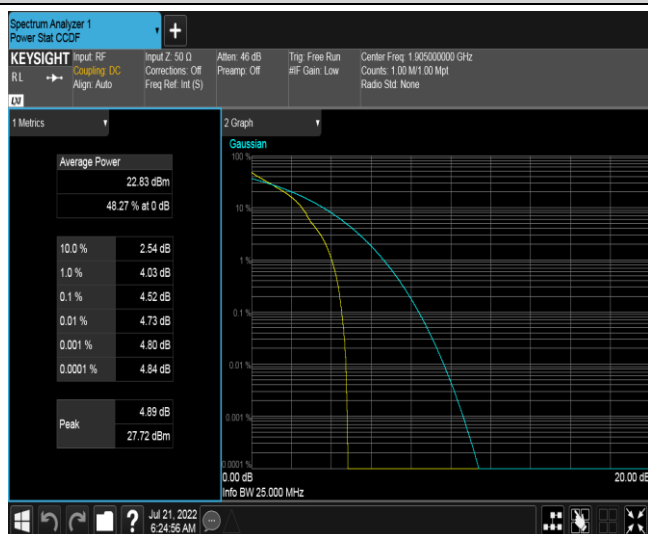 Spectrum Analyzer 1
Power Stat CCDF
+
KEYSIGHT
RL
LXI
Input: RF
Coupling: DC
Align: Auto
Input Z: 50 Ω
Corrections: Off
Freq Ref: Int (S)
Atten: 46 dB
Preamp: Off
Trig: Free Run
#IF Gain: Low
Center Freq: 1.905000000 GHz
Counts: 1.00 M/1.00 Mpt
Radio Std: None
1 Metrics
Average Power
22.83 dBm
48.27 % at 0 dB
10.0 % 2.54 dB
1.0 % 4.03 dB
0.1 % 4.52 dB
0.01 % 4.73 dB
0.001 % 4.80 dB
0.0001 % 4.84 dB
Peak
4.89 dB
27.72 dBm
2 Graph
Gaussian
100 %
10 %
1 %
0.1 %
0.01 %
0.001 %
0.0001 %
0.00 dB
20.00 dB
Info BW 25.000 MHz
?
Jul 21, 2022
6:24:56 AM